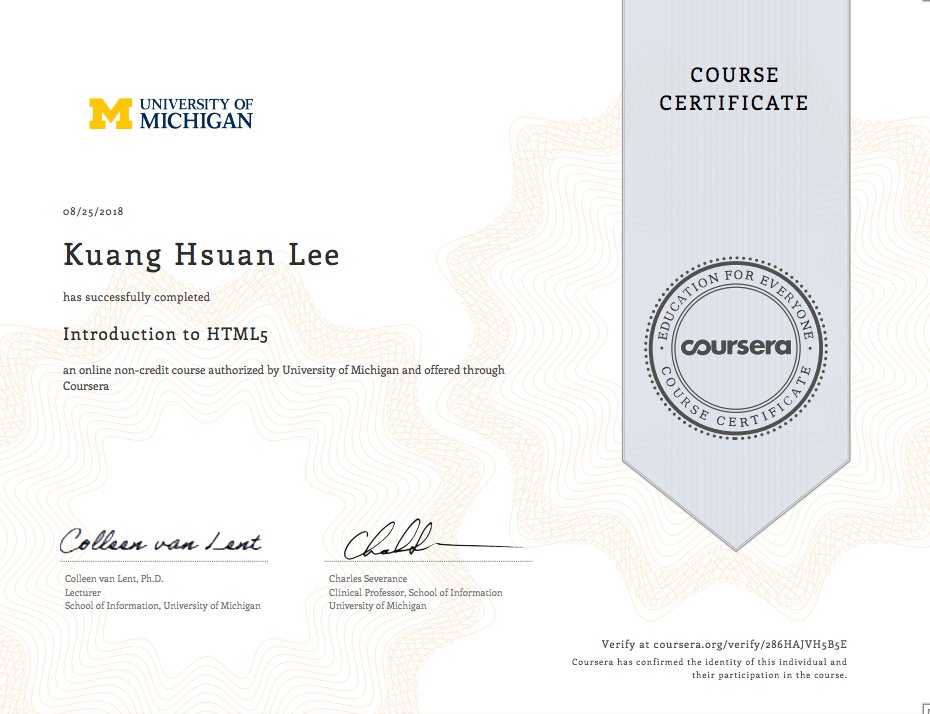 COURSE
CERTIFICATE
UNIVERSITY OF
MICHIGAN
08/25/2018
Kuang Hsuan Lee
has successfully completed
Introduction to HTML5
an online non-credit course authorized by University of Michigan and offered through
Coursera
EDUCATION FOR EVERYONE
coursera
COURSE CERTIFICATE
Colleen van Lent
Colleen van Lent, Ph.D.
Lecturer
School of Information, University of Michigan
Charles Severance
Clinical Professor, School of Information
University of Michigan
Verify at coursera.org/verify/286HAJVH5B5E
Coursera has confirmed the identity of this individual and
their participation in the course.